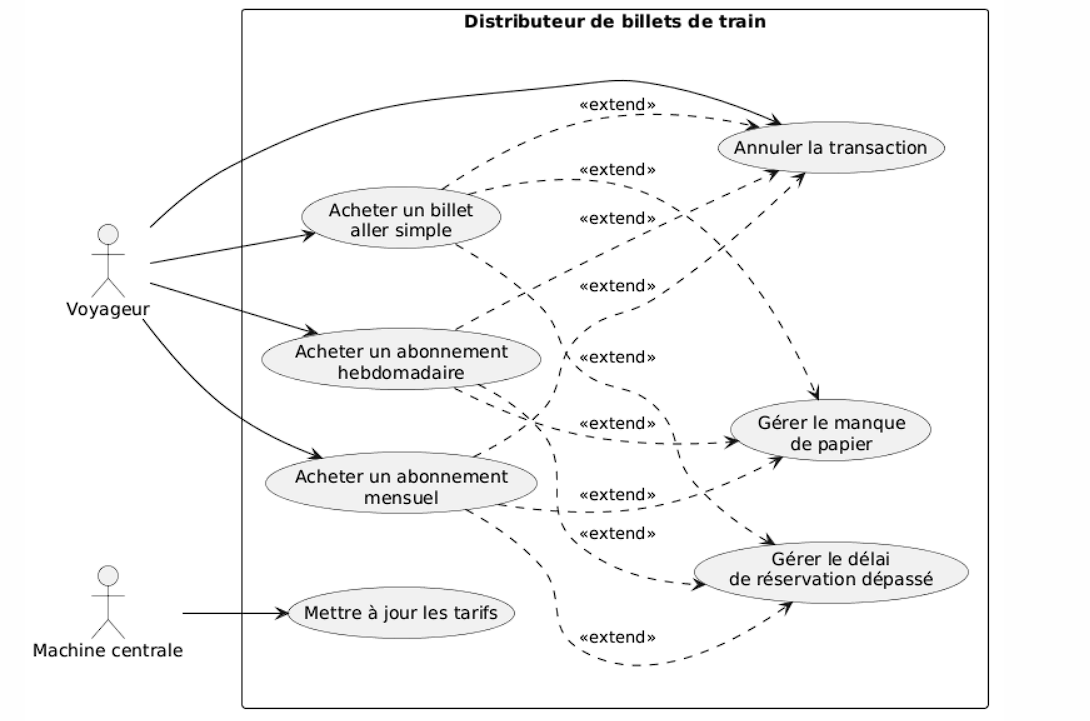 Distributeur de billets de train
«extend»
Annuler la transaction
«extend»
Acheter un billet
aller simple
«extend»
Voyageur
«extend»
Acheter un abonnement
hebdomadaire
«extend»
«extend»
Gérer le manque
de papier
Acheter un abonnement
mensuel
«extend»
«extend»
Gérer le délai
de réservation dépassé
Mettre à jour les tarifs
«extend»
Machine centrale